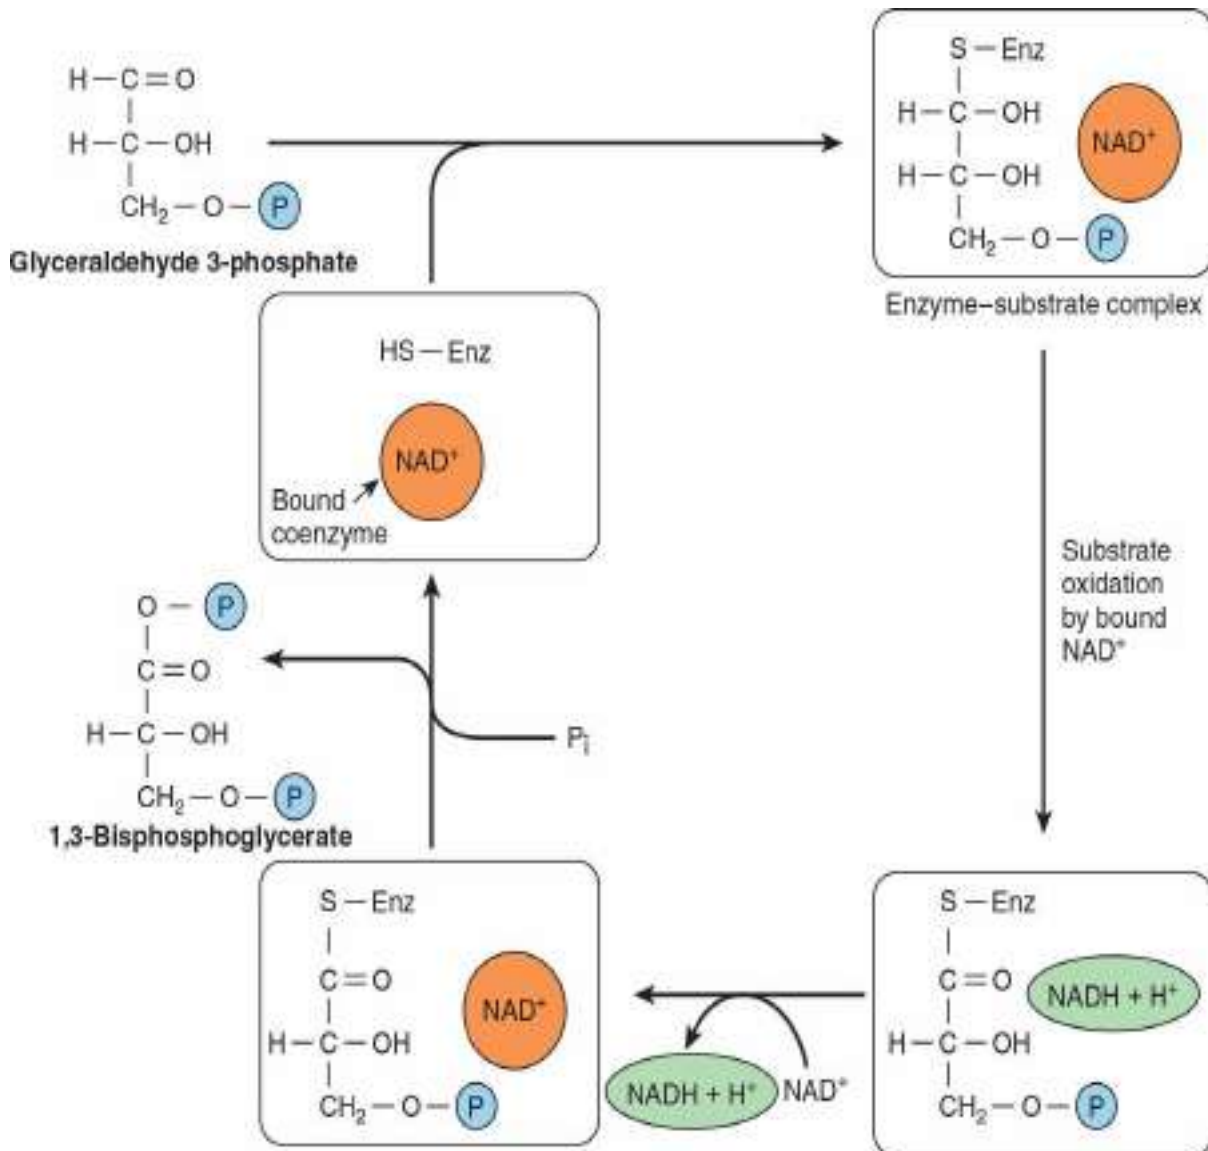 H—C=O
H—C—OH
CH₂—O—P
Glyceraldehyde 3-phosphate
S—Enz
H—C—OH
NAD⁺
H—C—OH
CH₂—O—P
Enzyme–substrate complex
HS—Enz
NAD⁺
Bound
coenzyme
Substrate
oxidation
by bound
NAD⁺
O—P
C=O
H—C—OH
CH₂—O—P
1,3-Bisphosphoglycerate
Pi
S—Enz
C=O
NAD⁺
H—C—OH
CH₂—O—P
NADH + H⁺
NAD⁺
S—Enz
C=O
NADH + H⁺
H—C—OH
CH₂—O—P